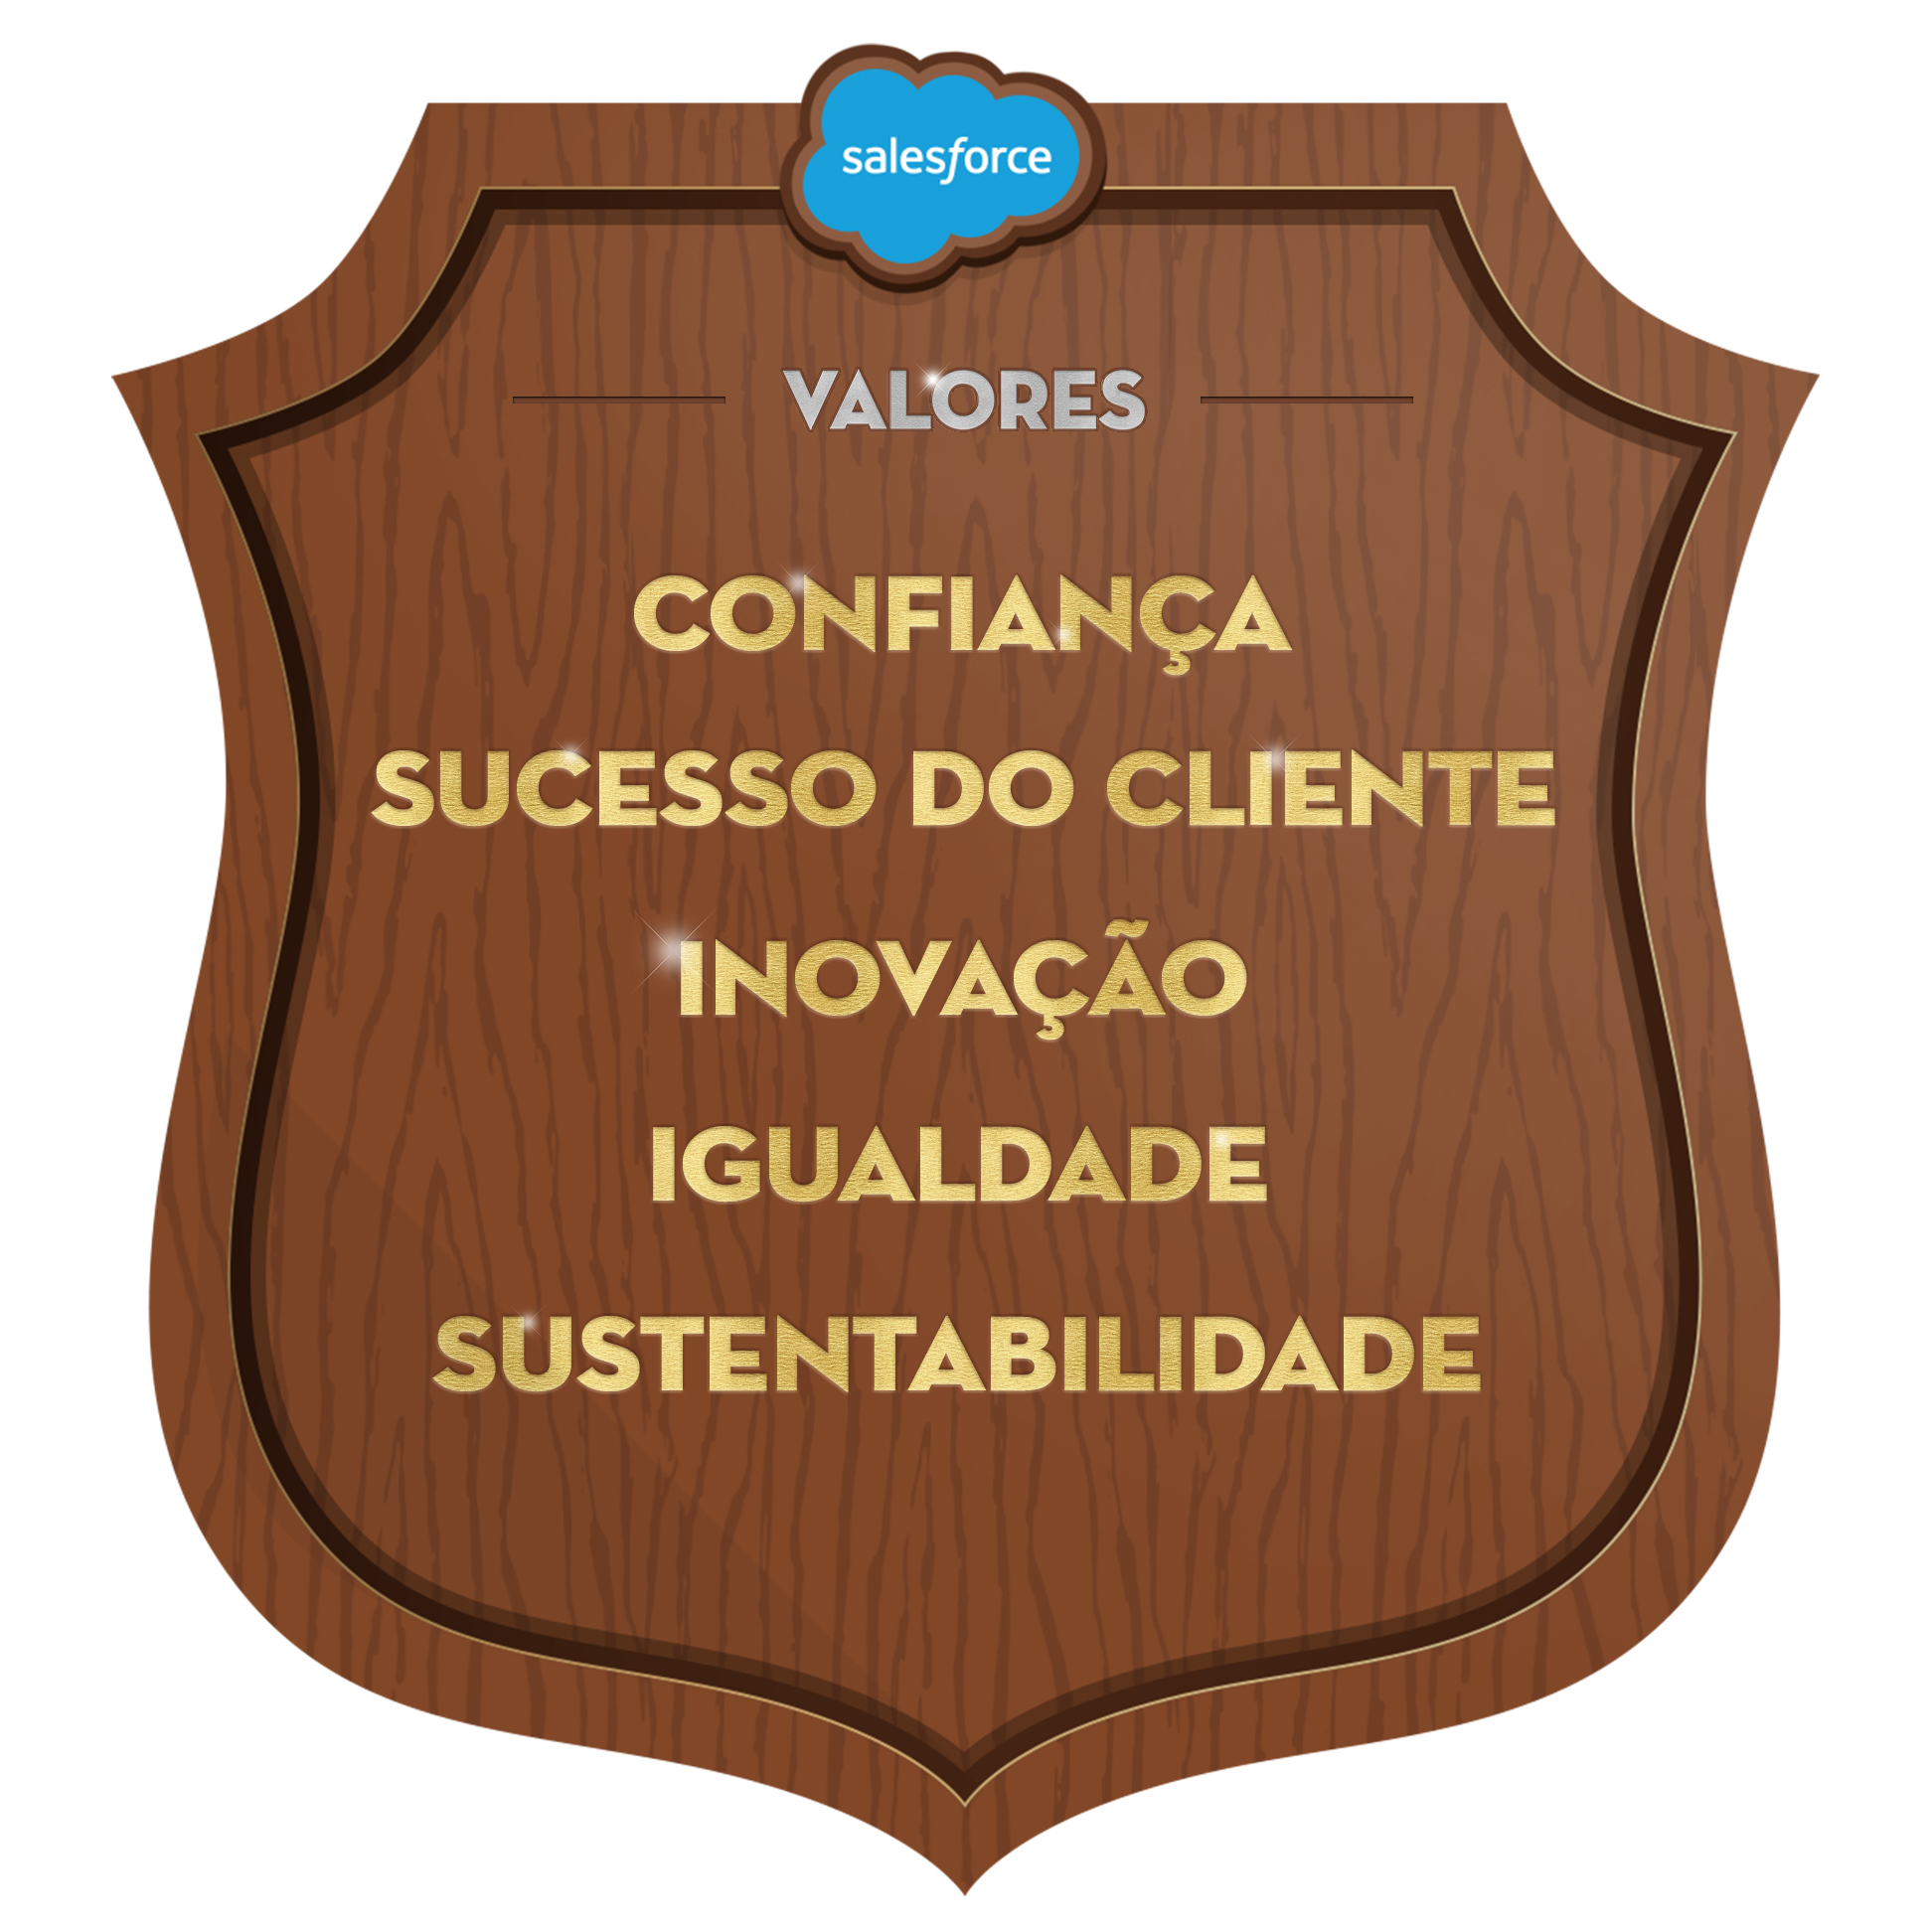 salesforce
VALORES
CONFIANÇA
SUCESSO DO CLIENTE
INOVAÇÃO
IGUALDADE
SUSTENTABILIDADE